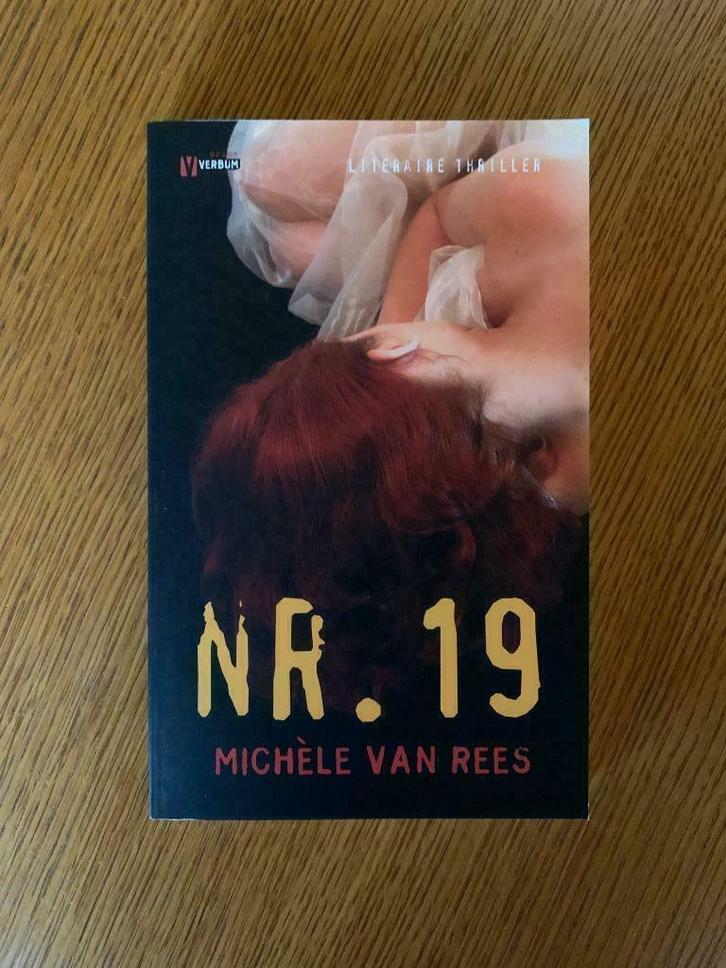 VERBUM
LITERAIRE THRILLER
NR. 19
MICHÈLE VAN REES